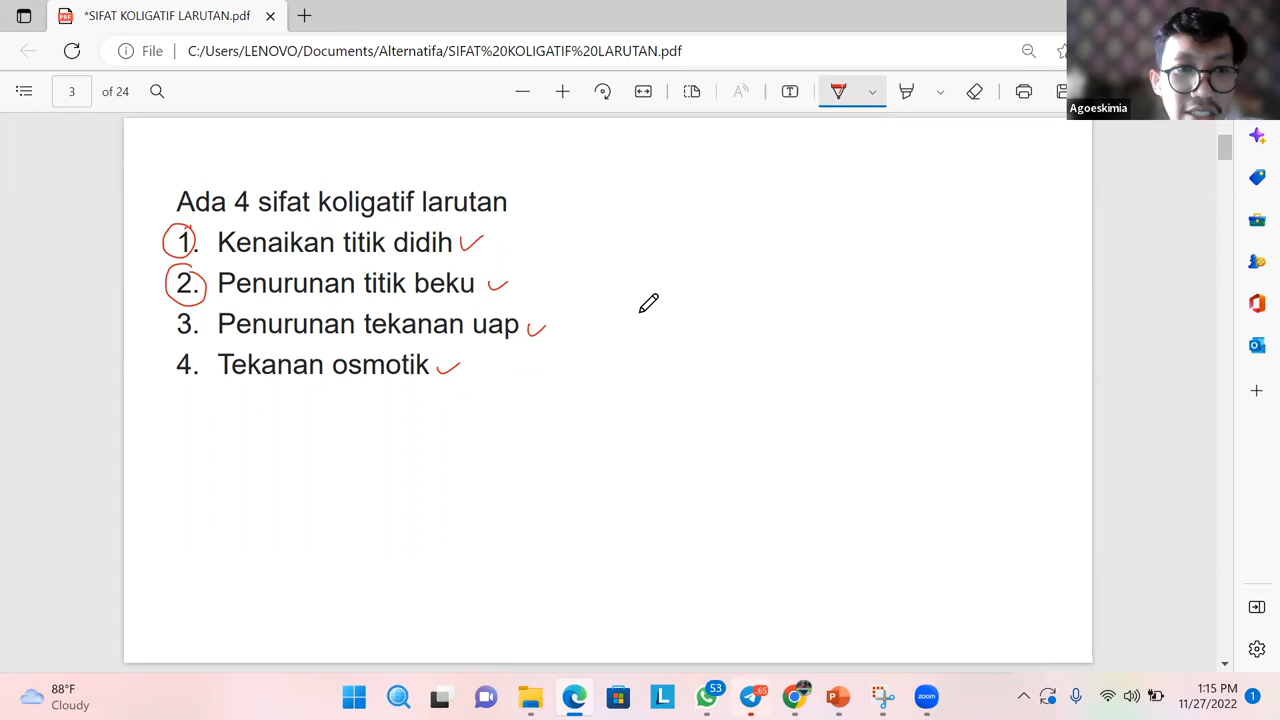 *SIFAT KOLIGATIF LARUTAN.pdf
File
C:/Users/LENOVO/Documents/Alternatifa/SIFAT%20KOLIGATIF%20LARUTAN.pdf
Agoeskimia
3 of 24
Ada 4 sifat koligatif larutan
1. Kenaikan titik didih
2. Penurunan titik beku
3. Penurunan tekanan uap
4. Tekanan osmotik
88°F
Cloudy
53
65
zoom
1:15 PM
11/27/2022
1